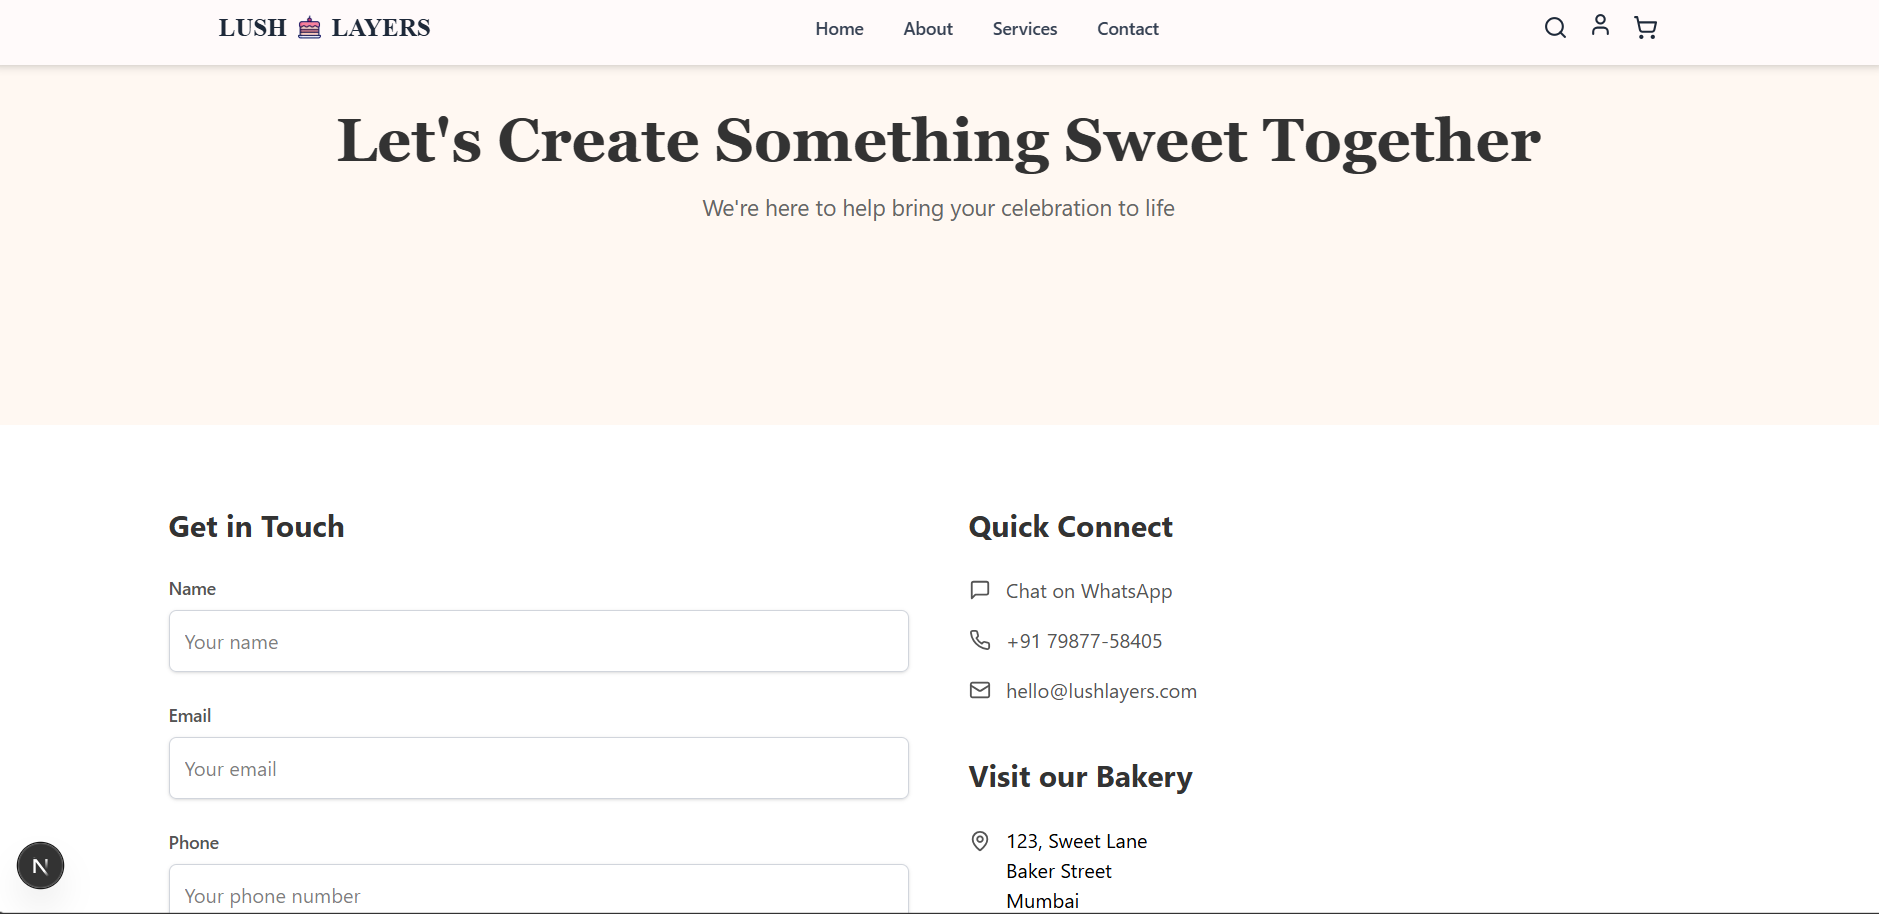 LUSH LAYERS
Home
About
Services
Contact
Let's Create Something Sweet Together
We're here to help bring your celebration to life
Get in Touch
Name
Your name
Email
Your email
Phone
Your phone number
Quick Connect
Chat on WhatsApp
+91 79877-58405
hello@lushlayers.com
Visit our Bakery
123, Sweet Lane
Baker Street
Mumbai
N